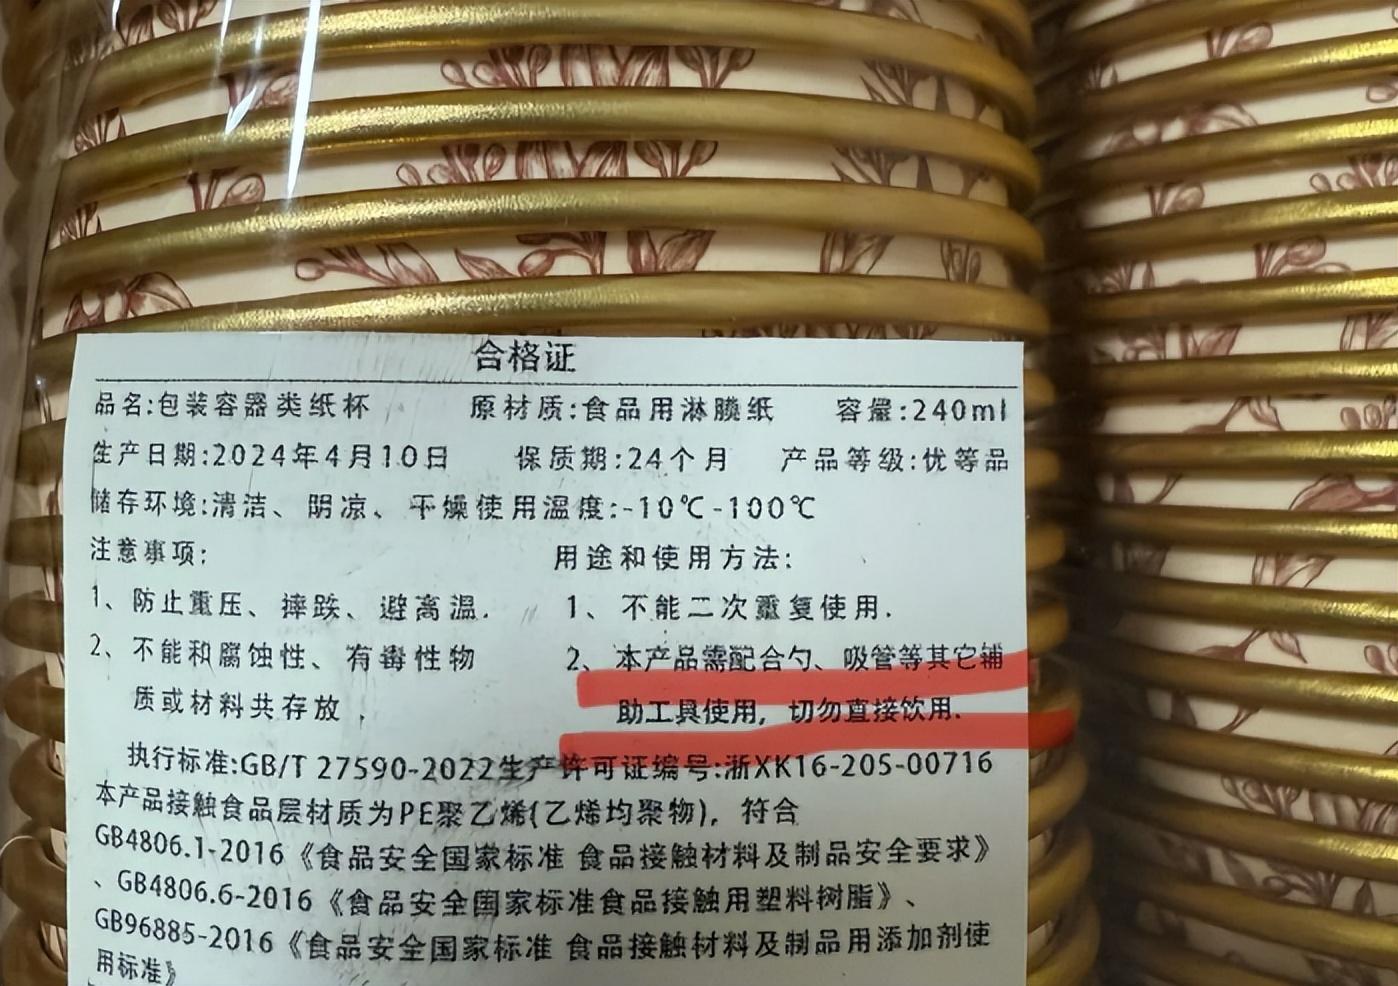 合格证
品名:包装容器类纸杯 原材质:食品用淋膜纸 容量:240ml
生产日期:2024年4月10日 保质期:24个月 产品等级:优等品
储存环境:清洁、阴凉、干燥使用温度:-10℃-100℃
注意事项:
1、防止重压、摔跌、避高温.
2、不能和腐蚀性、有毒性物
质或材料共存放,
用途和使用方法:
1、不能二次重复使用.
2、本产品需配合勺、吸管等其它辅
助工具使用,切勿直接饮用.
执行标准:GB/T 27590-2022生产许可证编号:浙XK16-205-00716
本产品接触食品层材质为PE聚乙烯(乙烯均聚物),符合
GB4806.1-2016《食品安全国家标准 食品接触材料及制品安全要求》
、GB4806.6-2016《食品安全国家标准食品接触用塑料树脂》、
GB96885-2016《食品安全国家标准 食品接触材料及制品用添加剂使
用标准》